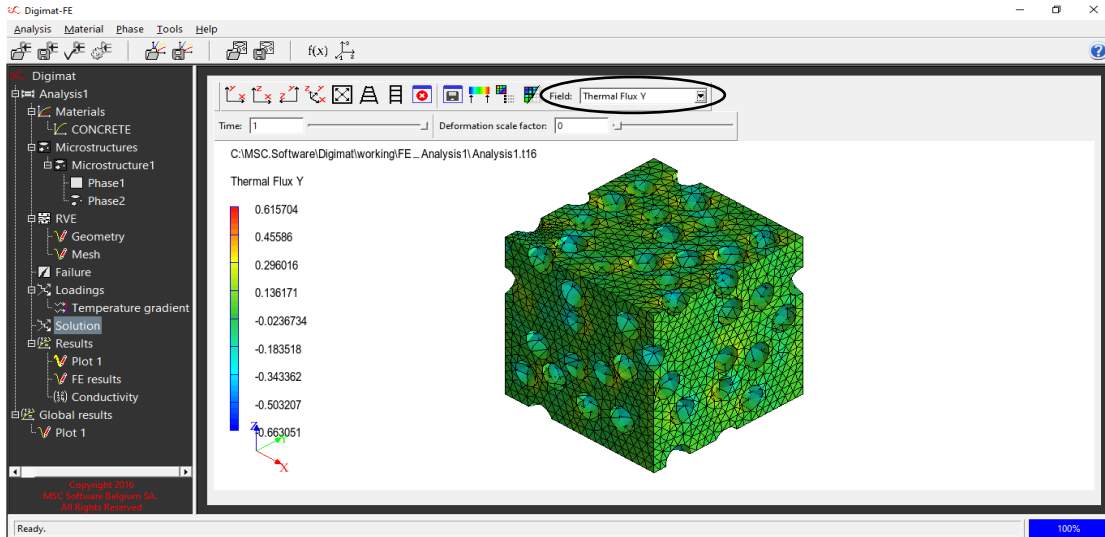 Digimat-FE
Analysis Material Phase Tools Help
f(x)
Digimat
Analysis1
Materials
CONCRETE
Microstructures
Microstructure1
Phase1
Phase2
RVE
Geometry
Mesh
Failure
Loadings
Temperature gradient
Solution
Results
Plot 1
FE results
Conductivity
Global results
Plot 1
Copyright 2016
MSC Software Belgium SA.
All Rights Reserved
Field: Thermal Flux Y
Time: 1 Deformation scale factor: 0
C:\MSC.Software\Digimat\working\FE_Analysis1\Analysis1.t16
Thermal Flux Y
0.615704
0.45586
0.296016
0.136171
-0.0236734
-0.183518
-0.343362
-0.503207
-0.663051
Z
Y
X
Ready.
100%